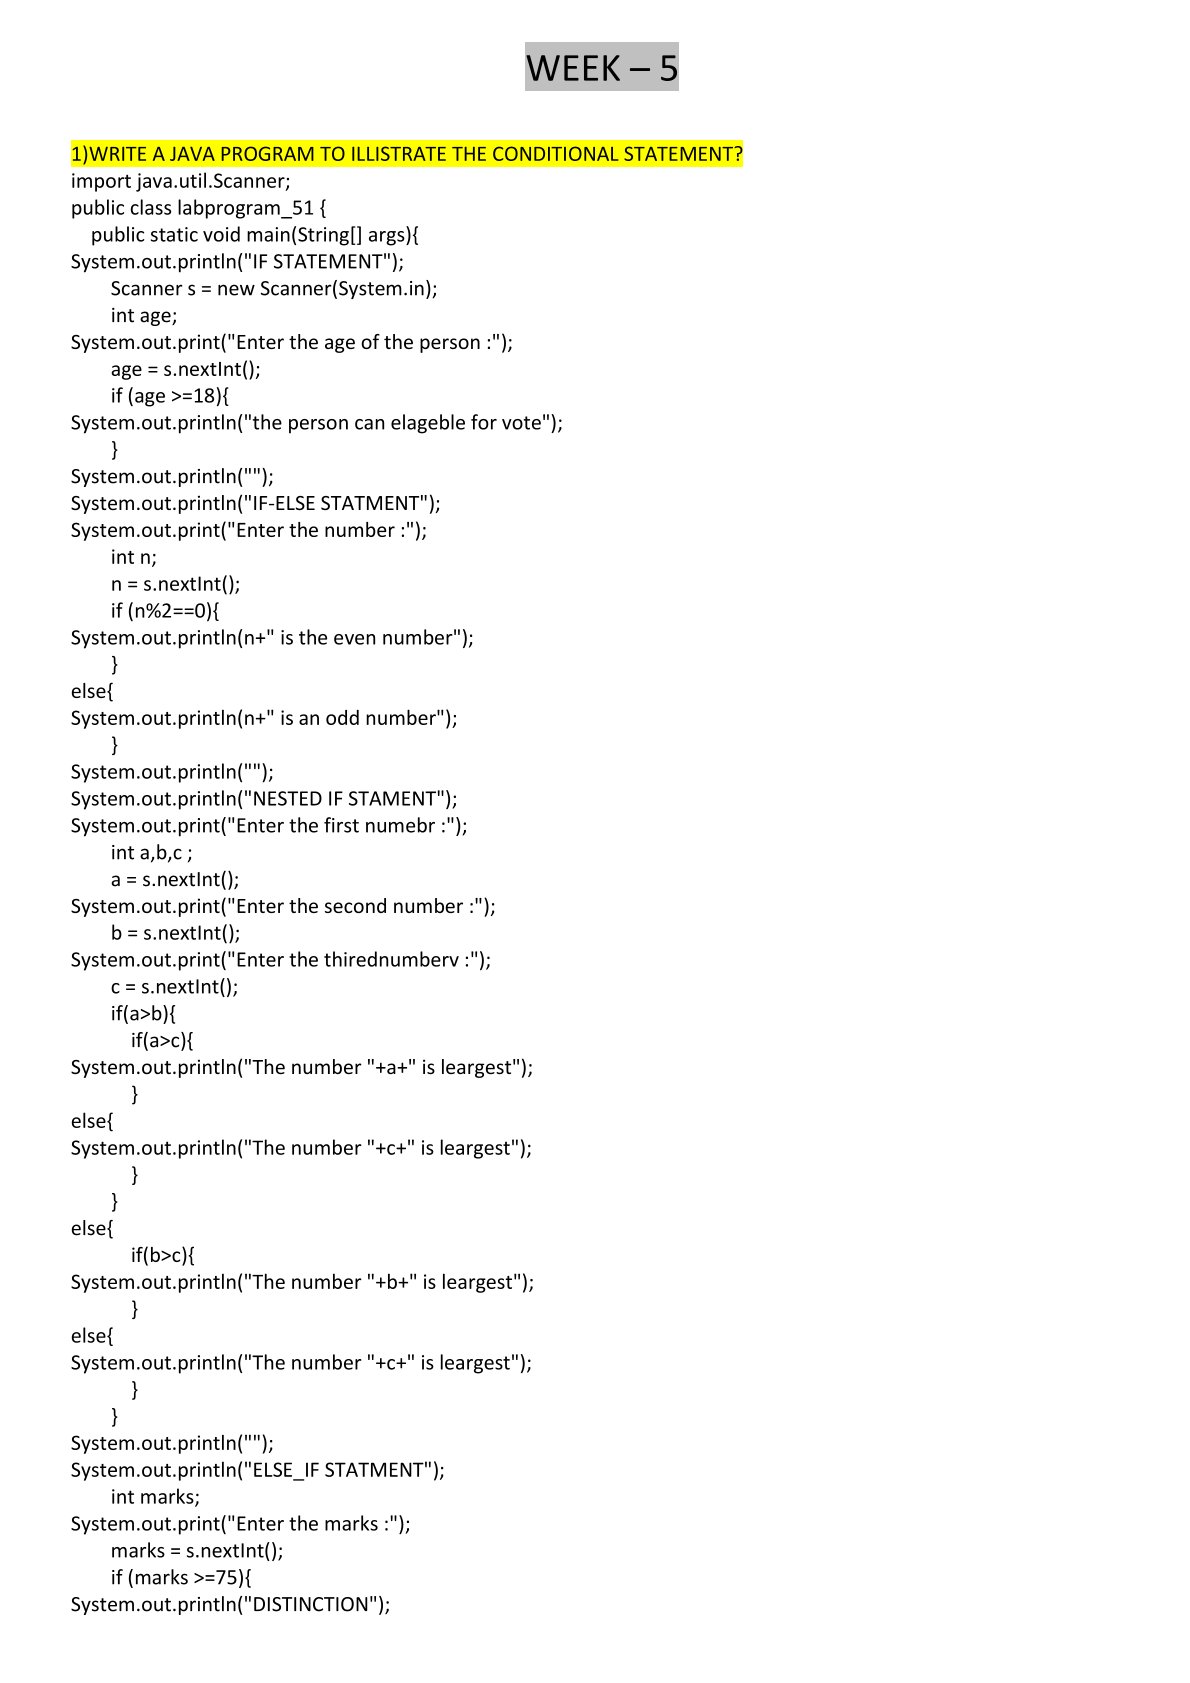 WEEK – 5
1)WRITE A JAVA PROGRAM TO ILLISTRATE THE CONDITIONAL STATEMENT?
import java.util.Scanner;
public class labprogram_51 {
    public static void main(String[] args){
System.out.println("IF STATEMENT");
        Scanner s = new Scanner(System.in);
        int age;
System.out.print("Enter the age of the person :");
        age = s.nextInt();
        if (age >=18){
System.out.println("the person can elageble for vote");
        }
System.out.println("");
System.out.println("IF-ELSE STATMENT");
System.out.print("Enter the number :");
        int n;
        n = s.nextInt();
        if (n%2==0){
System.out.println(n+" is the even number");
        }
else{
System.out.println(n+" is an odd number");
        }
System.out.println("");
System.out.println("NESTED IF STAMENT");
System.out.print("Enter the first numebr :");
        int a,b,c ;
        a = s.nextInt();
System.out.print("Enter the second number :");
        b = s.nextInt();
System.out.print("Enter the thirednumberv :");
        c = s.nextInt();
        if(a>b){
            if(a>c){
System.out.println("The number "+a+" is leargest");
            }
else{
System.out.println("The number "+c+" is leargest");
            }
        }
else{
            if(b>c){
System.out.println("The number "+b+" is leargest");
            }
else{
System.out.println("The number "+c+" is leargest");
            }
        }
System.out.println("");
System.out.println("ELSE_IF STATMENT");
        int marks;
System.out.print("Enter the marks :");
        marks = s.nextInt();
        if (marks >=75){
System.out.println("DISTINCTION");